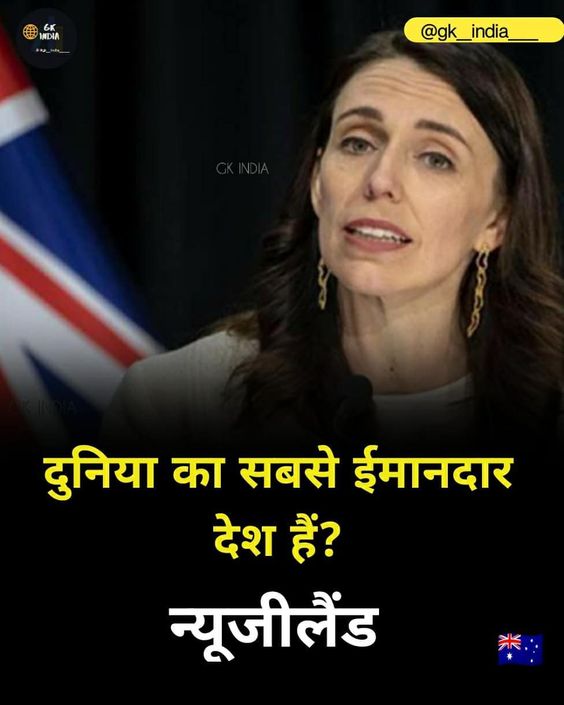 GK
INDIA
@gk_india___
GK INDIA
दुनिया का सबसे ईमानदार
देश हैं?
न्यूजीलैंड